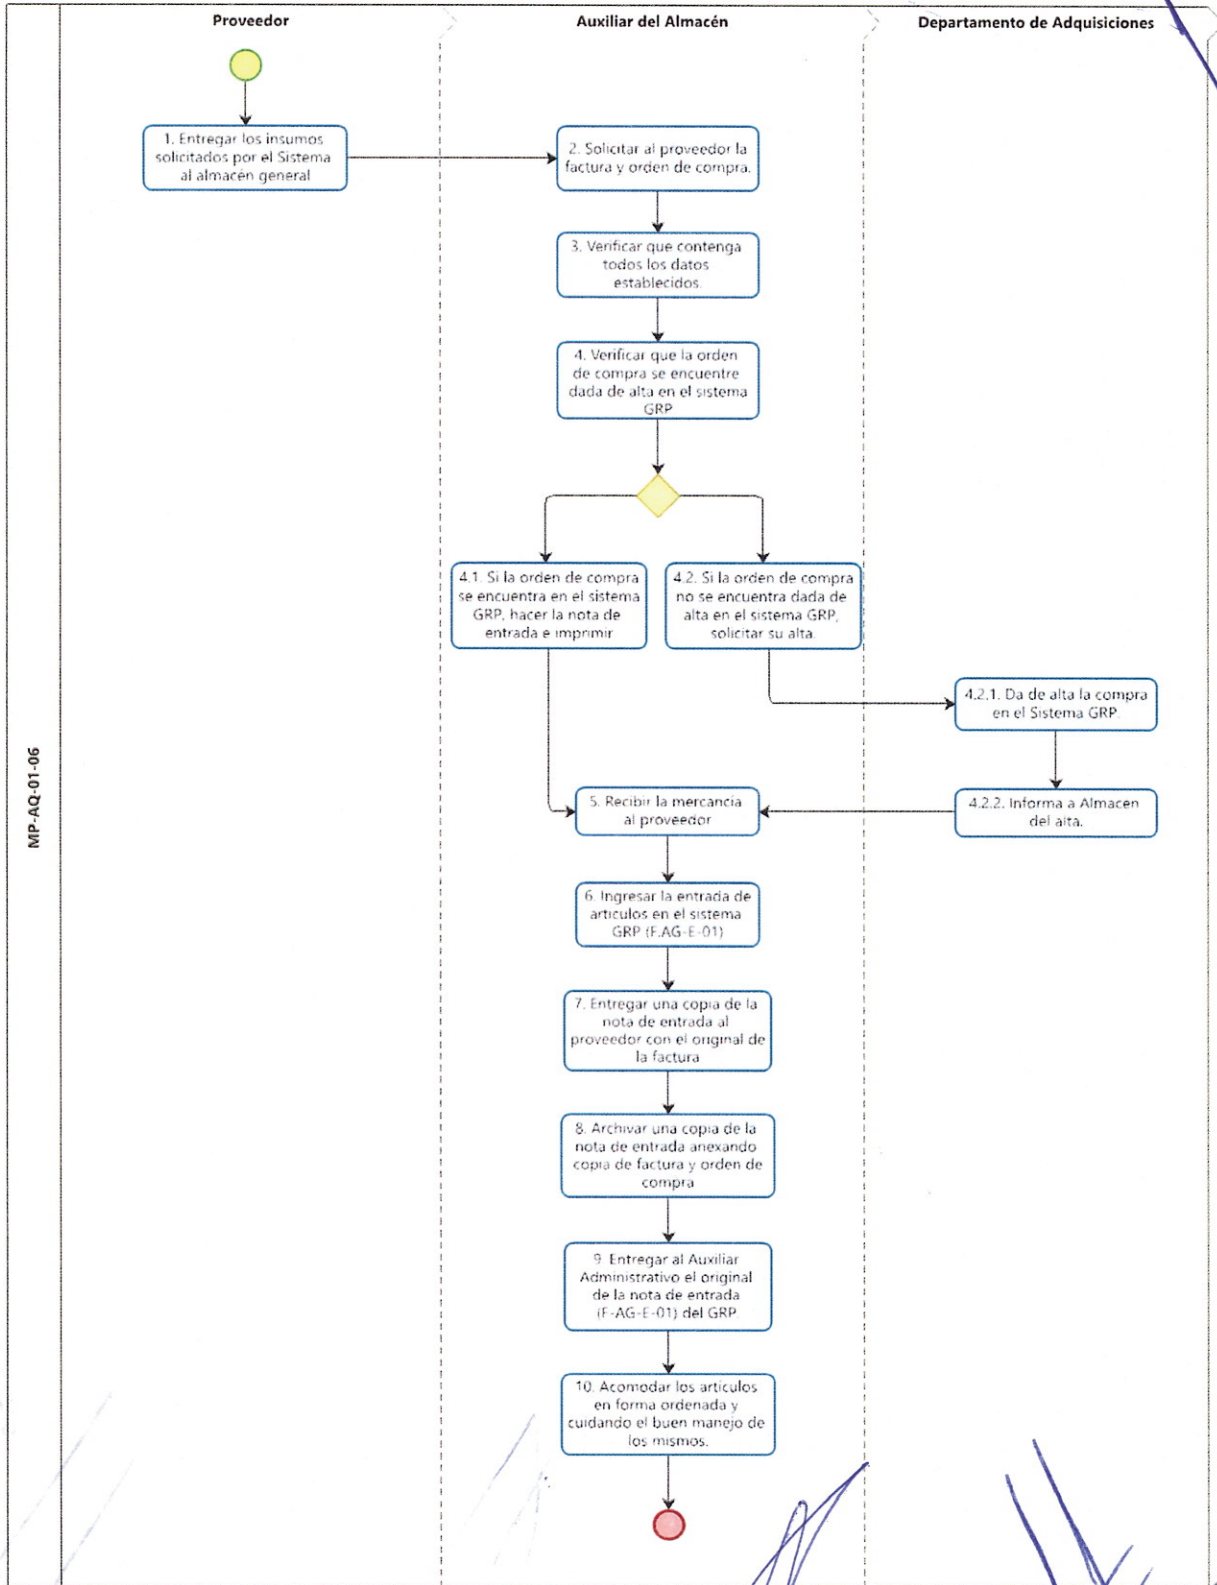 Proveedor
Auxiliar del Almacén
Departamento de Adquisiciones
MP-AQ-01-06
1. Entregar los insumos
solicitados por el Sistema
al almacén general
2. Solicitar al proveedor la
factura y orden de compra.
3. Verificar que contenga
todos los datos
establecidos.
4. Verificar que la orden
de compra se encuentre
dada de alta en el sistema
GRP
4.1. Si la orden de compra
se encuentra en el sistema
GRP, hacer la nota de
entrada e imprimir
4.2. Si la orden de compra
no se encuentra dada de
alta en el sistema GRP,
solicitar su alta.
4.2.1. Da de alta la compra
en el Sistema GRP.
4.2.2. Informa a Almacen
del alta.
5. Recibir la mercancia
al proveedor
6. Ingresar la entrada de
articulos en el sistema
GRP (F.AG-E-01)
7. Entregar una copia de la
nota de entrada al
proveedor con el original de
la factura
8. Archivar una copia de la
nota de entrada anexando
copia de factura y orden de
compra
9. Entregar al Auxiliar
Administrativo el original
de la nota de entrada
(F-AG-E-01) del GRP.
10. Acomodar los articulos
en forma ordenada y
cuidando el buen manejo de
los mismos.